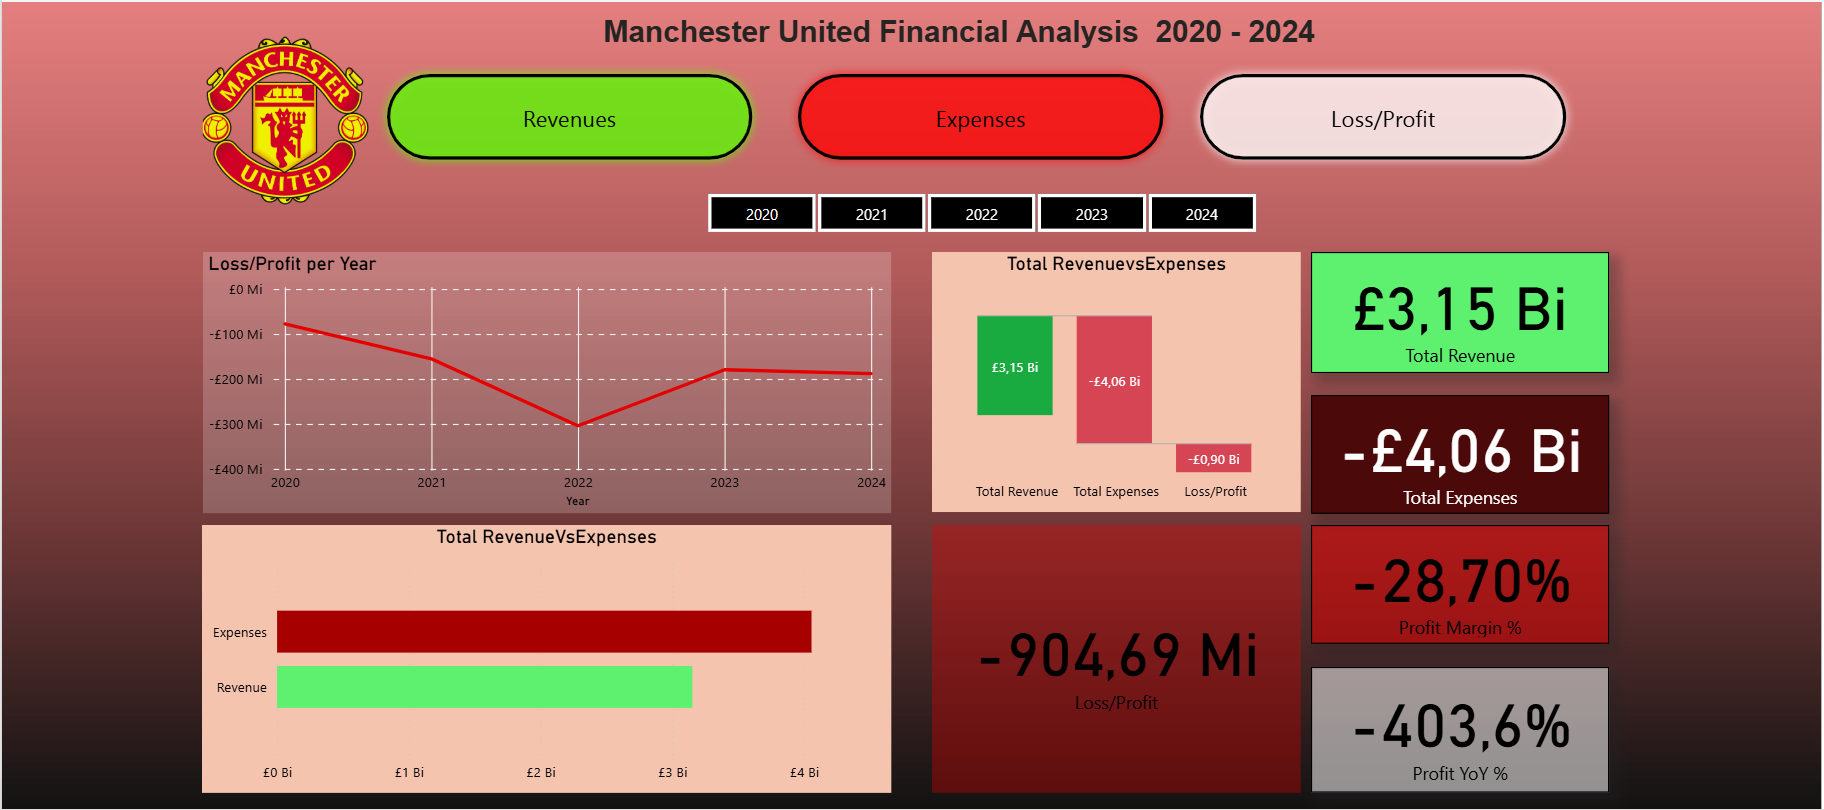 Manchester United Financial Analysis  2020 - 2024
MANCHESTER
UNITED
Revenues
Expenses
Loss/Profit
2020
2021
2022
2023
2024
Loss/Profit per Year
£0 Mi
-£100 Mi
-£200 Mi
-£300 Mi
-£400 Mi
2020
2021
2022
2023
2024
Year
Total RevenuevsExpenses
£3,15 Bi
-£4,06 Bi
-£0,90 Bi
Total Revenue
Total Expenses
Loss/Profit
£3,15 Bi
Total Revenue
-£4,06 Bi
Total Expenses
Total RevenueVsExpenses
Expenses
Revenue
£0 Bi
£1 Bi
£2 Bi
£3 Bi
£4 Bi
-904,69 Mi
Loss/Profit
-28,70%
Profit Margin %
-403,6%
Profit YoY %